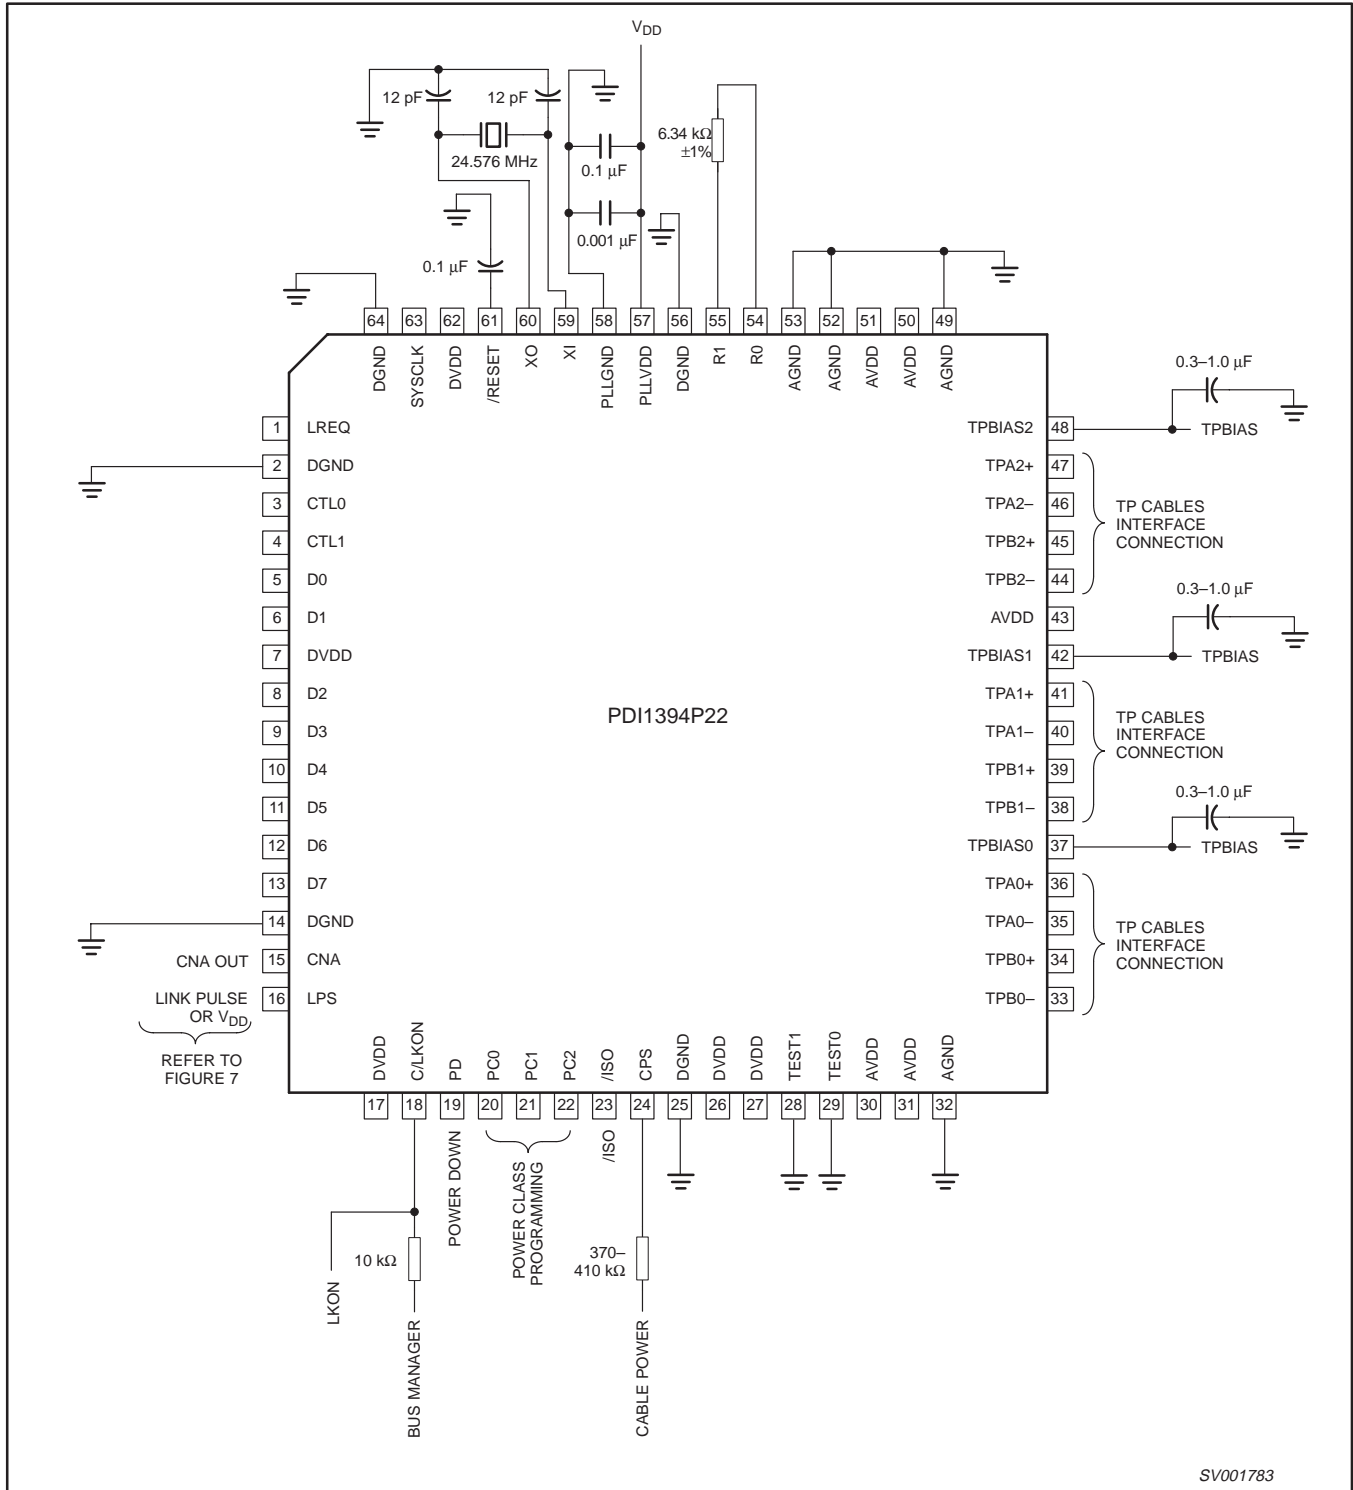 VDD
12 pF
12 pF
24.576 MHz
0.1 μF
0.001 μF
6.34 kΩ
±1%
0.1 μF
64
63
62
61
60
59
58
57
56
55
54
53
52
51
50
49
DGND
SYSCLK
DVDD
/RESET
XO
XI
PLLGND
PLLVDD
DGND
R1
R0
AGND
AGND
AVDD
AVDD
AGND
1 LREQ
2 DGND
3 CTL0
4 CTL1
5 D0
6 D1
7 DVDD
8 D2
9 D3
10 D4
11 D5
12 D6
13 D7
14 DGND
CNA OUT 15 CNA
LINK PULSE 16 LPS
OR VDD
REFER TO
FIGURE 7
PDI1394P22
0.3–1.0 μF
TPBIAS2 48 TPBIAS
TPA2+ 47
TPA2– 46
TPB2+ 45
TPB2– 44
TP CABLES
INTERFACE
CONNECTION
0.3–1.0 μF
AVDD 43
TPBIAS1 42 TPBIAS
TPA1+ 41
TPA1– 40
TPB1+ 39
TPB1– 38
TP CABLES
INTERFACE
CONNECTION
0.3–1.0 μF
TPBIAS0 37 TPBIAS
TPA0+ 36
TPA0– 35
TPB0+ 34
TPB0– 33
TP CABLES
INTERFACE
CONNECTION
DVDD
C/LKON
PD
PC0
PC1
PC2
/ISO
CPS
DGND
DVDD
DVDD
TEST1
TEST0
AVDD
AVDD
AGND
17
18
19
20
21
22
23
24
25
26
27
28
29
30
31
32
LKON
10 kΩ
BUS MANAGER
POWER DOWN
POWER CLASS
PROGRAMMING
/ISO
370–
410 kΩ
CABLE POWER
SV001783